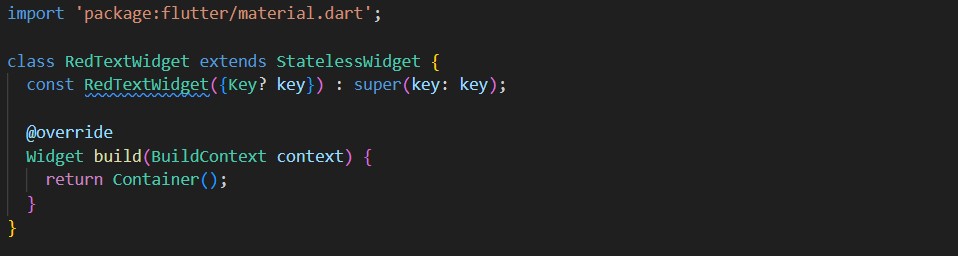 import 'package:flutter/material.dart';
class RedTextWidget extends StatelessWidget {
  const RedTextWidget({Key? key}) : super(key: key);
  @override
  Widget build(BuildContext context) {
    return Container();
  }
}